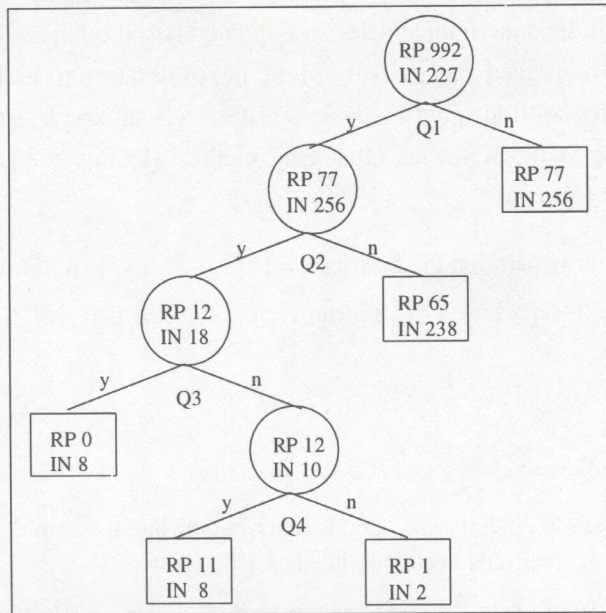 RP 992
IN 227
y
Q1
n
RP 77
IN 256
RP 77
IN 256
y
Q2
n
RP 12
IN 18
RP 65
IN 238
y
Q3
n
RP 0
IN 8
RP 12
IN 10
y
Q4
n
RP 11
IN 8
RP 1
IN 2